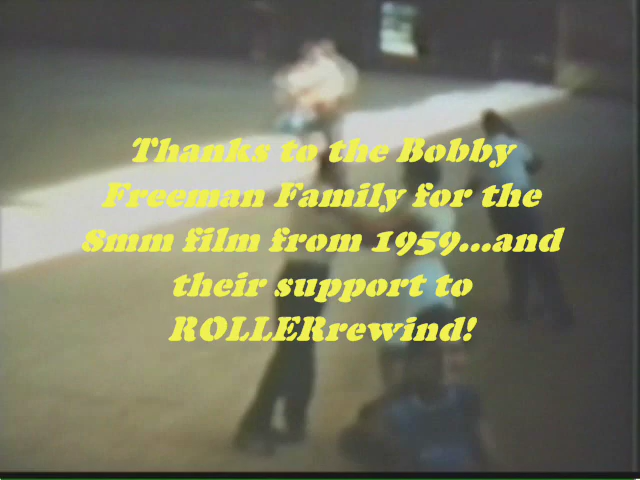 Thanks to the Bobby
Freeman Family for the
8mm film from 1959...and
their support to
ROLLERrewind!